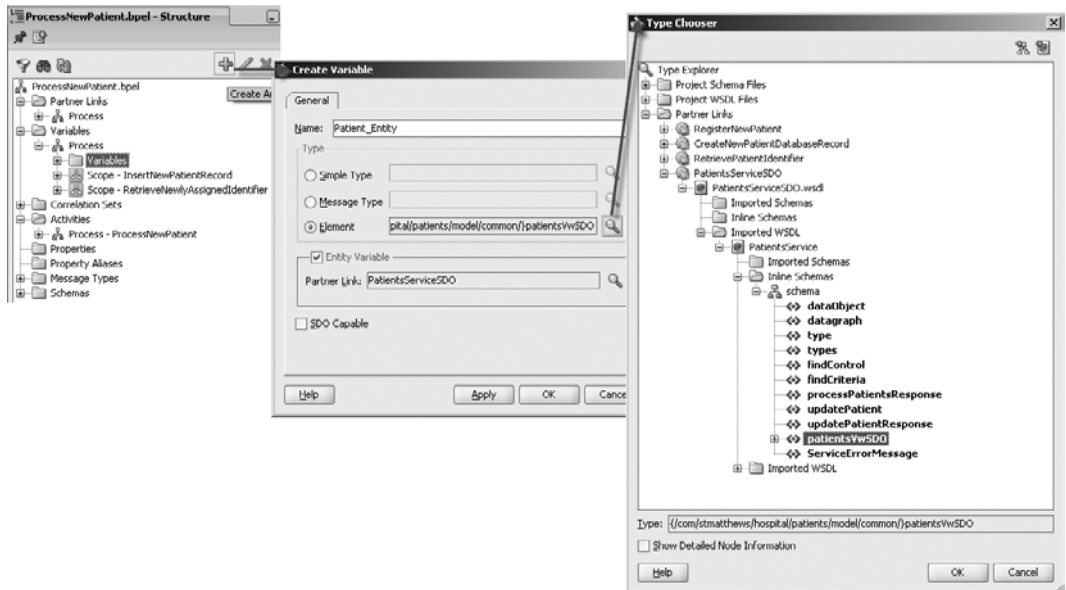 ProcessNewPatient.bpel - Structure
ProcessNewPatient.bpel
Partner Links
Process
Variables
Process
Variables
Scope - InsertNewPatientRecord
Scope - RetrieveNewlyAssignedIdentifier
Correlation Sets
Activities
Process - ProcessNewPatient
Properties
Property Aliases
Message Types
Schemas
Create Variable
General
Name: Patient_Entity
Type
Simple Type
Message Type
Element pital/patients/model/common/}patientsVwSDO
Entity Variable
Partner Link: PatientsServiceSDO
SDO Capable
Help Apply OK
Type Chooser
Type Explorer
Project Schema Files
Project WSDL Files
Partner Links
RegisterNewPatient
CreateNewPatientDatabaseRecord
RetrievePatientIdentifier
PatientsServiceSDO
PatientsServiceSDO.wsdl
Imported Schemas
Inline Schemas
Imported WSDL
PatientsService
Imported Schemas
Inline Schemas
schema
dataObject
datagraph
type
types
findControl
findCriteria
processPatientsResponse
updatePatient
updatePatientResponse
patientsVwSDO
ServiceErrorMessage
Imported WSDL
Type: {/com/stmatthews/hospital/patients/model/common/}patientsVwSDO
Show Detailed Node Information
Help OK Cancel